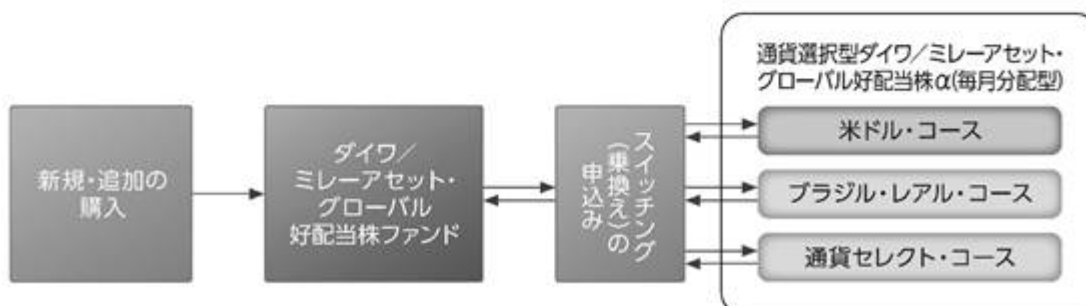 新規・追加の
購入
ダイワ/
ミレーアセット・
グローバル
好配当株ファンド
スイッチング
(乗換え)の
申込み
通貨選択型ダイワ/ミレーアセット・
グローバル好配当株α(毎月分配型)
米ドル・コース
ブラジル・レアル・コース
通貨セレクト・コース